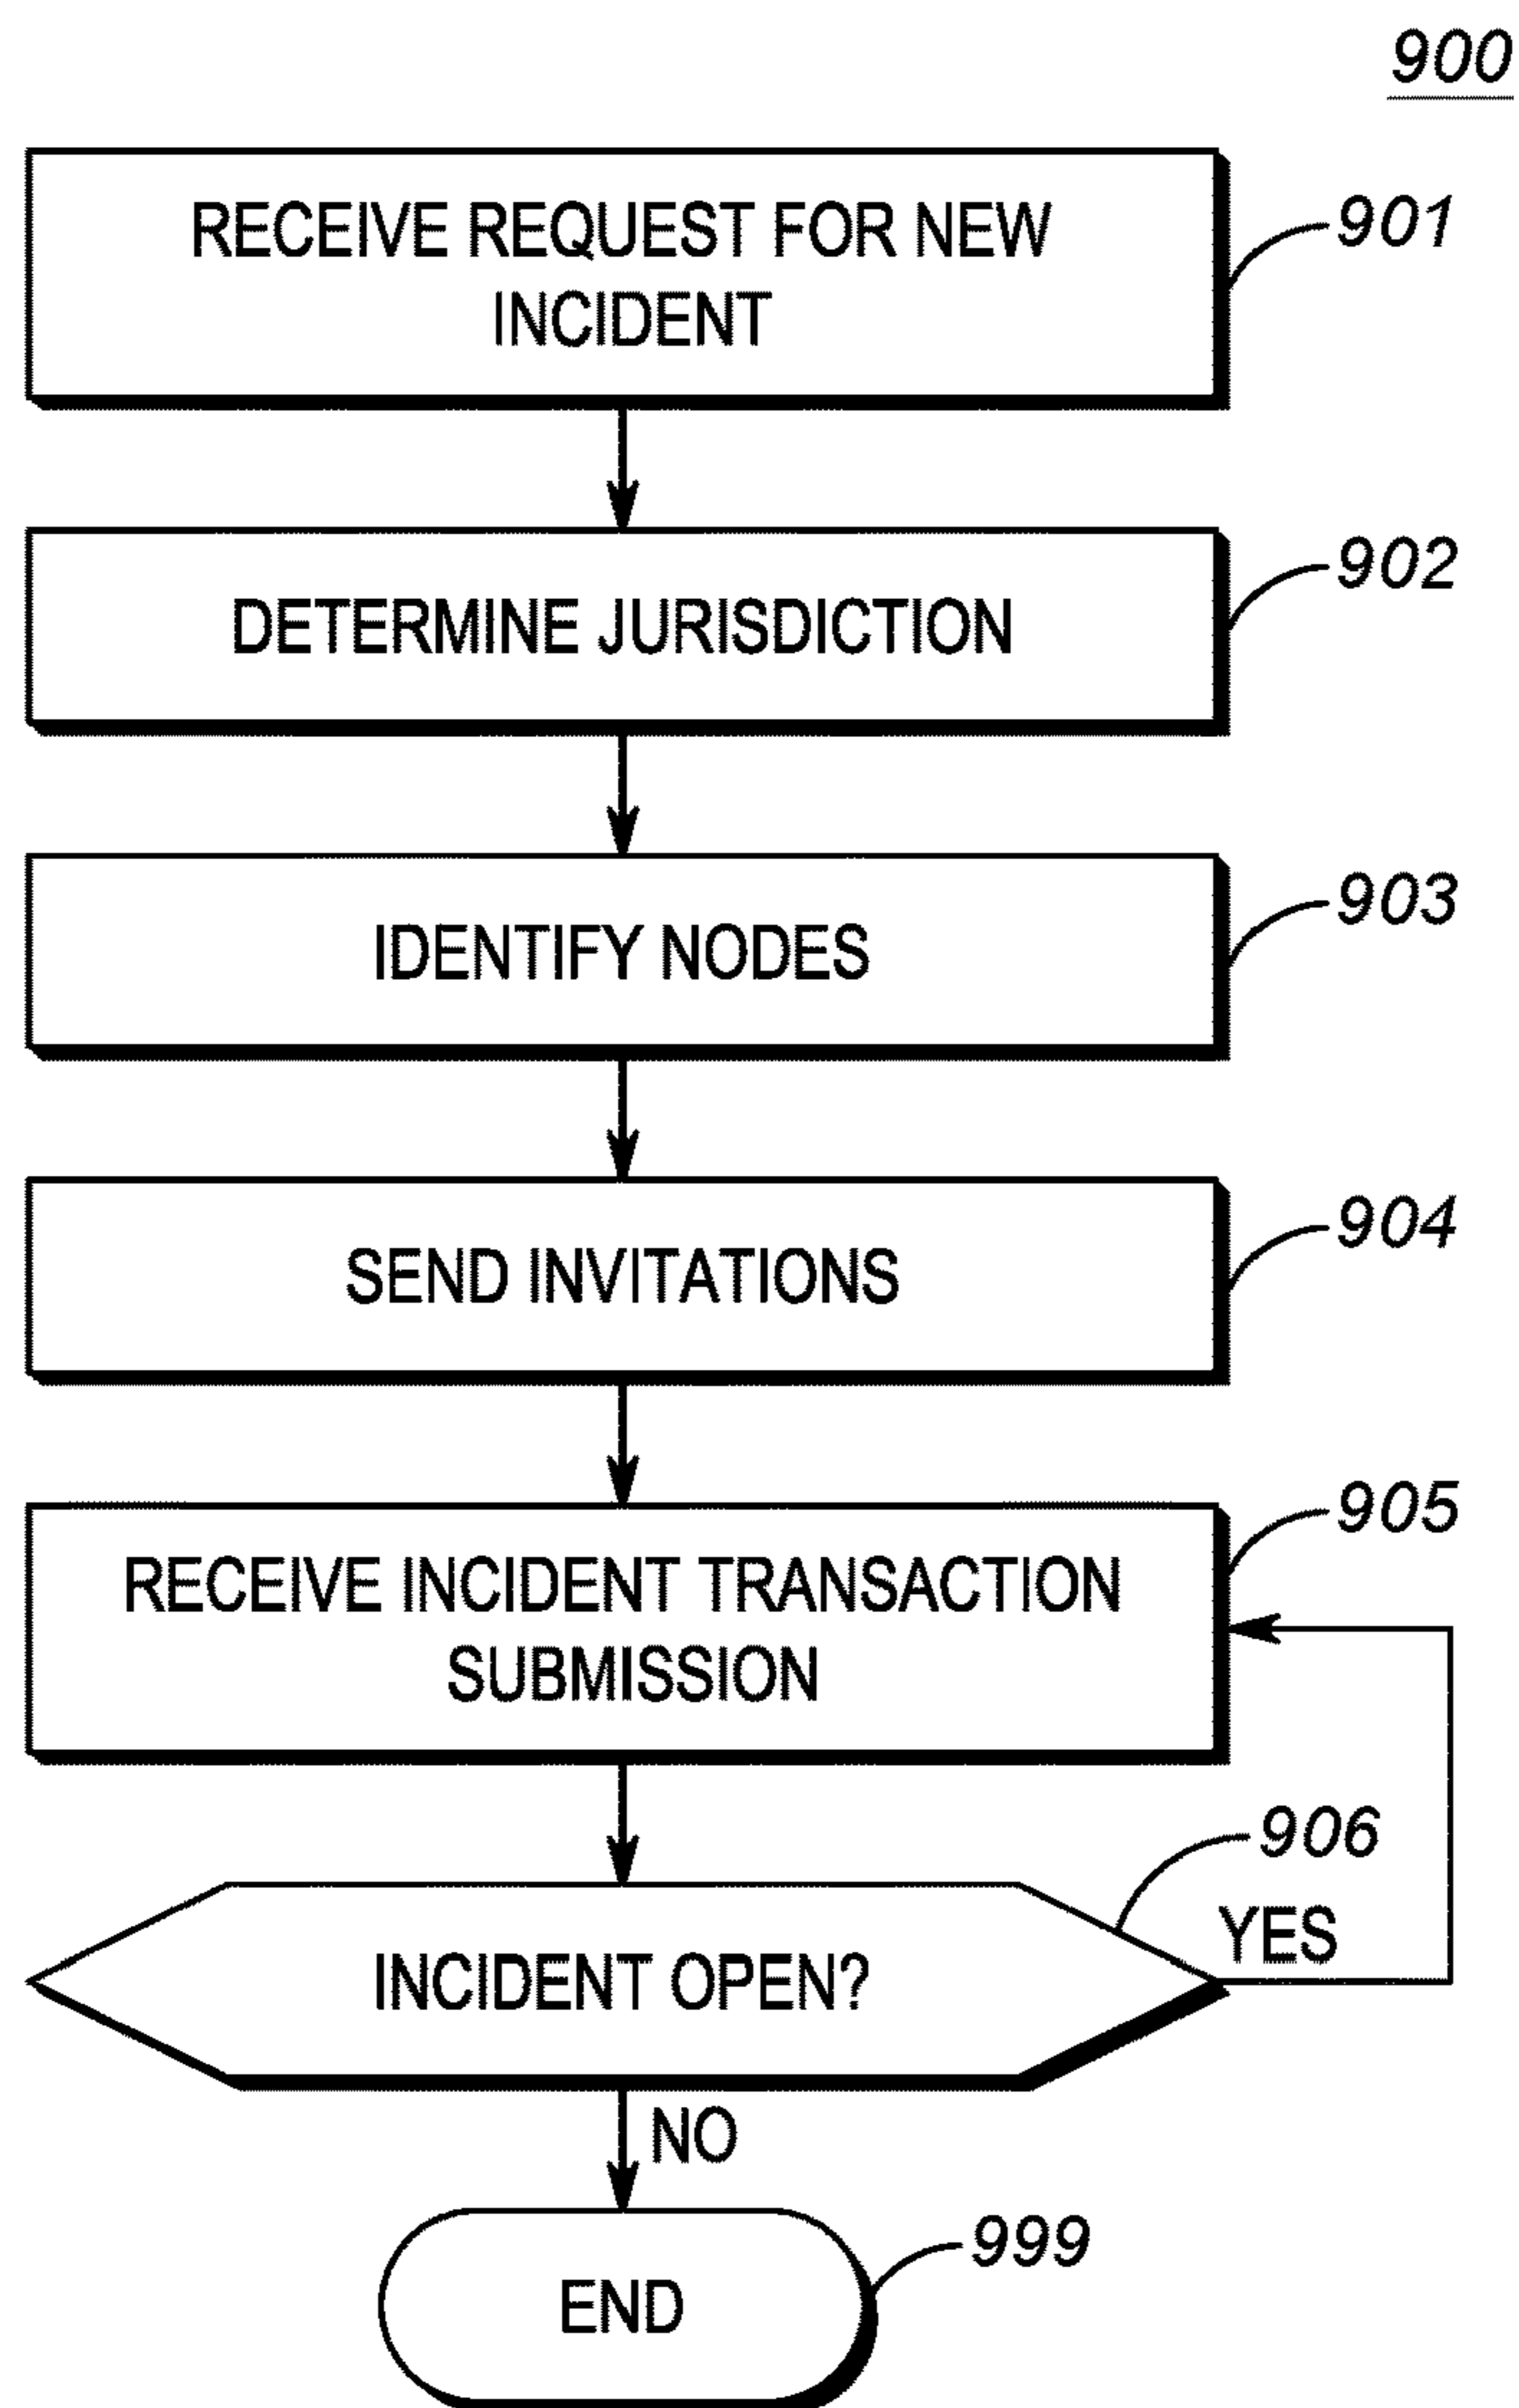 900
RECEIVE REQUEST FOR NEW
INCIDENT
901
DETERMINE JURISDICTION
902
IDENTIFY NODES
903
SEND INVITATIONS
904
RECEIVE INCIDENT TRANSACTION
SUBMISSION
905
INCIDENT OPEN?
906
YES
NO
END
999